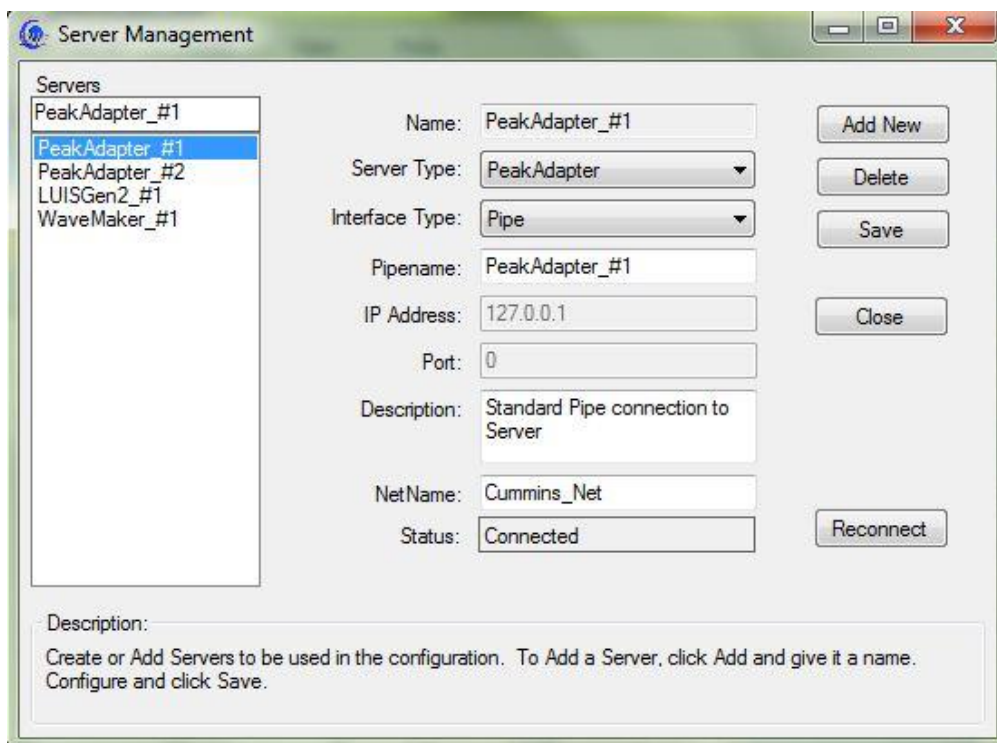 Server Management
Servers
PeakAdapter_#1
PeakAdapter_#1
PeakAdapter_#2
LUISGen2_#1
WaveMaker_#1
Name: PeakAdapter_#1
Server Type: PeakAdapter
Interface Type: Pipe
Pipename: PeakAdapter_#1
IP Address: 127.0.0.1
Port: 0
Description: Standard Pipe connection to
Server
NetName: Cummins_Net
Status: Connected
Add New
Delete
Save
Close
Reconnect
Description:
Create or Add Servers to be used in the configuration. To Add a Server, click Add and give it a name.
Configure and click Save.